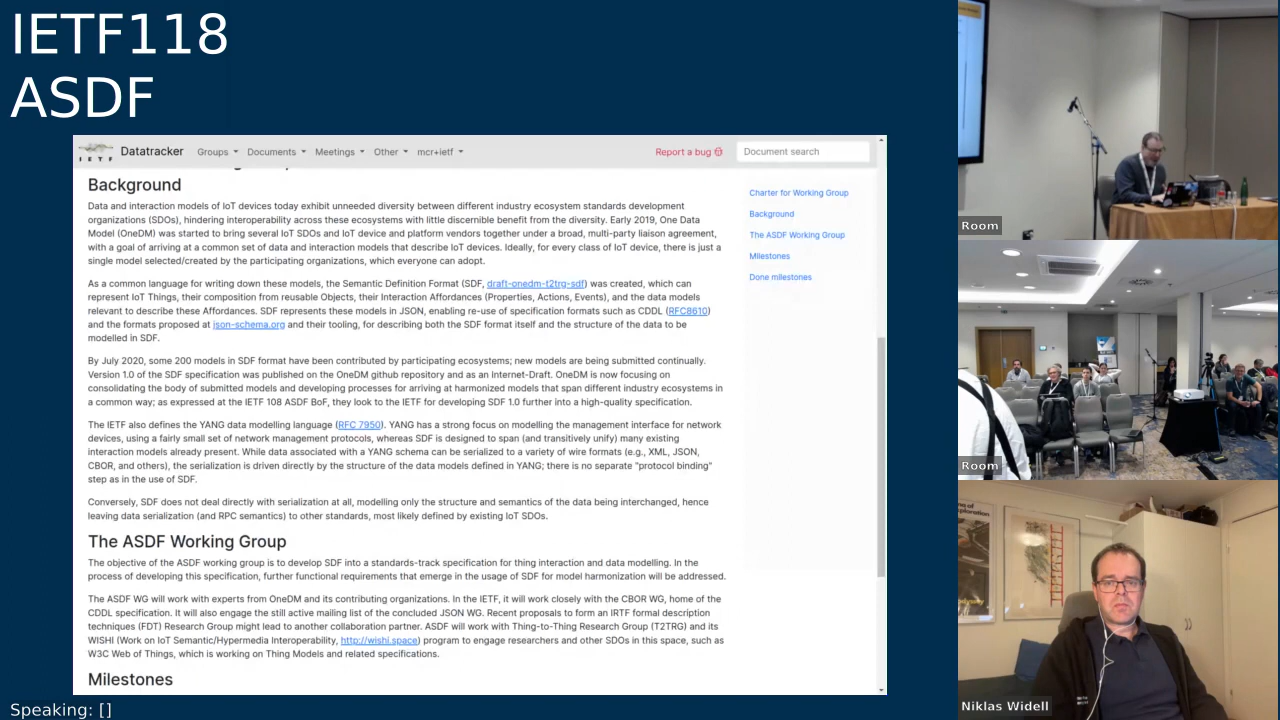 IETF118
ASDF
IETF
Datatracker
Groups
Documents
Meetings
Other
mcr+ietf
Report a bug
Document search
Background
Data and interaction models of IoT devices today exhibit unneeded diversity between different industry ecosystem standards development
organizations (SDOs), hindering interoperability across these ecosystems with little discernible benefit from the diversity. Early 2019, One Data
Model (OneDM) was started to bring several IoT SDOs and IoT device and platform vendors together under a broad, multi-party liaison agreement,
with a goal of arriving at a common set of data and interaction models that describe IoT devices. Ideally, for every class of IoT device, there is just a
single model selected/created by the participating organizations, which everyone can adopt.
As a common language for writing down these models, the Semantic Definition Format (SDF, draft-onedm-t2trg-sdf) was created, which can
represent IoT Things, their composition from reusable Objects, their Interaction Affordances (Properties, Actions, Events), and the data models
relevant to describe these Affordances. SDF represents these models in JSON, enabling re-use of specification formats such as CDDL (RFC8610)
and the formats proposed at json-schema.org and their tooling, for describing both the SDF format itself and the structure of the data to be
modelled in SDF.
By July 2020, some 200 models in SDF format have been contributed by participating ecosystems; new models are being submitted continually.
Version 1.0 of the SDF specification was published on the OneDM github repository and as an Internet-Draft. OneDM is now focusing on
consolidating the body of submitted models and developing processes for arriving at harmonized models that span different industry ecosystems in
a common way; as expressed at the IETF 108 ASDF BoF, they look to the IETF for developing SDF 1.0 further into a high-quality specification.
The IETF also defines the YANG data modelling language (RFC 7950). YANG has a strong focus on modelling the management interface for network
devices, using a fairly small set of network management protocols, whereas SDF is designed to span (and transitively unify) many existing
interaction models already present. While data associated with a YANG schema can be serialized to a variety of wire formats (e.g., XML, JSON,
CBOR, and others), the serialization is driven directly by the structure of the data models defined in YANG; there is no separate "protocol binding"
step as in the use of SDF.
Conversely, SDF does not deal directly with serialization at all, modelling only the structure and semantics of the data being interchanged, hence
leaving data serialization (and RPC semantics) to other standards, most likely defined by existing IoT SDOs.
The ASDF Working Group
The objective of the ASDF working group is to develop SDF into a standards-track specification for thing interaction and data modelling. In the
process of developing this specification, further functional requirements that emerge in the usage of SDF for model harmonization will be addressed.
The ASDF WG will work with experts from OneDM and its contributing organizations. In the IETF, it will work closely with the CBOR WG, home of the
CDDL specification. It will also engage the still active mailing list of the concluded JSON WG. Recent proposals to form an IRTF formal description
techniques (FDT) Research Group might lead to another collaboration partner. ASDF will work with Thing-to-Thing Research Group (T2TRG) and its
WISHI (Work on IoT Semantic/Hypermedia Interoperability, http://wishi.space) program to engage researchers and other SDOs in this space, such as
W3C Web of Things, which is working on Thing Models and related specifications.
Milestones
Charter for Working Group
Background
The ASDF Working Group
Milestones
Done milestones
Room
Room
Niklas Widell
Speaking: []